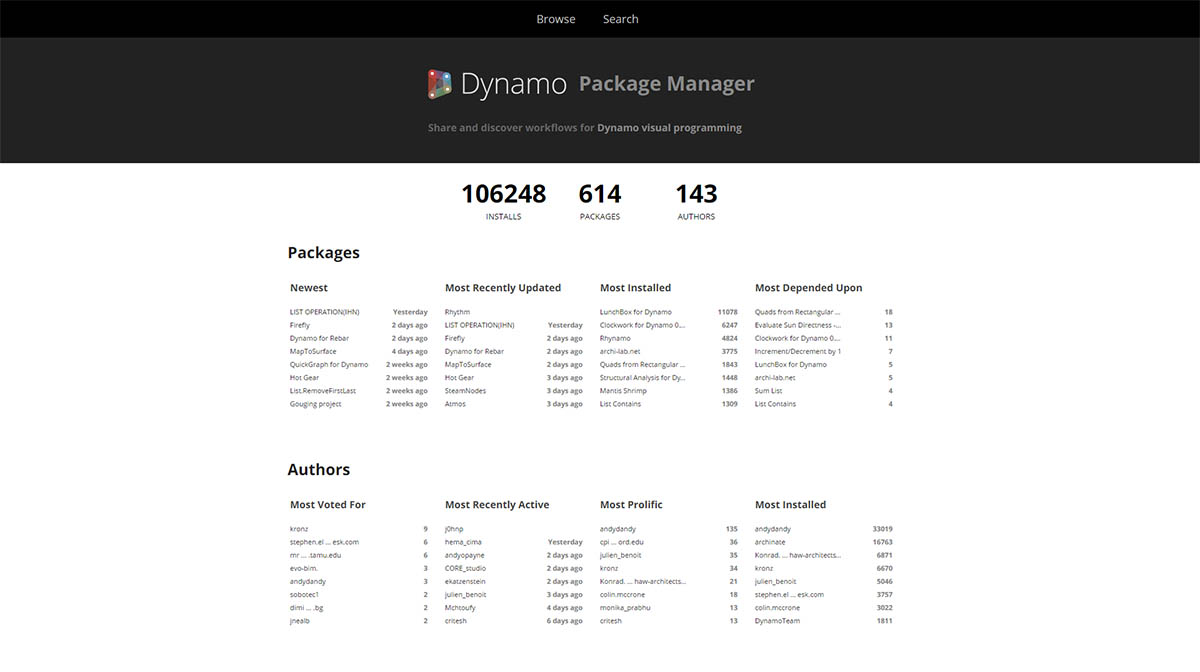 Browse Search
Dynamo Package Manager
Share and discover workflows for Dynamo visual programming
106248 614 143
INSTALLS PACKAGES AUTHORS
Packages
Newest Most Recently Updated Most Installed Most Depended Upon
LIST OPERATION(IHN) Yesterday Rhythm LunchBox for Dynamo 11078 Quads from Rectangular ... 18
Firefly 2 days ago LIST OPERATION(IHN) Yesterday Clockwork for Dynamo 0.... 6247 Evaluate Sun Directness -... 13
Dynamo for Rebar 2 days ago Firefly 2 days ago Rhynamo 4824 Clockwork for Dynamo 0.... 11
MapToSurface 4 days ago Dynamo for Rebar 2 days ago archi-lab.net 3775 Increment/Decrement by 1 7
QuickGraph for Dynamo 2 weeks ago MapToSurface 2 days ago Quads from Rectangular ... 1843 LunchBox for Dynamo 5
Hot Gear 2 weeks ago Hot Gear 3 days ago Structural Analysis for Dy... 1448 archi-lab.net 5
List.RemoveFirstLast 2 weeks ago SteamNodes 3 days ago Mantis Shrimp 1386 Sum List 4
Gouging project 2 weeks ago Atmos 3 days ago List Contains 1309 List Contains 4
Authors
Most Voted For Most Recently Active Most Prolific Most Installed
kronz 9 j0hnp andydandy 135 andydandy 33019
stephen.el ... esk.com 6 hema_cima Yesterday cpi ... ord.edu 36 archinate 16763
mr ... .tamu.edu 6 andyopayne 2 days ago julien_benoit 35 Konrad. ... haw-architects... 6871
evo-bim. 3 CORE_studio 2 days ago kronz 34 kronz 6670
andydandy 3 ekatzenstein 2 days ago Konrad. ... haw-architects... 21 julien_benoit 5046
sobotec1 2 julien_benoit 3 days ago colin.mccrone 18 stephen.el ... esk.com 3757
dimi ... .bg 2 Mchtoufy 4 days ago monika_prabhu 13 colin.mccrone 3022
jnealb 2 critesh 6 days ago critesh 13 DynamoTeam 1811